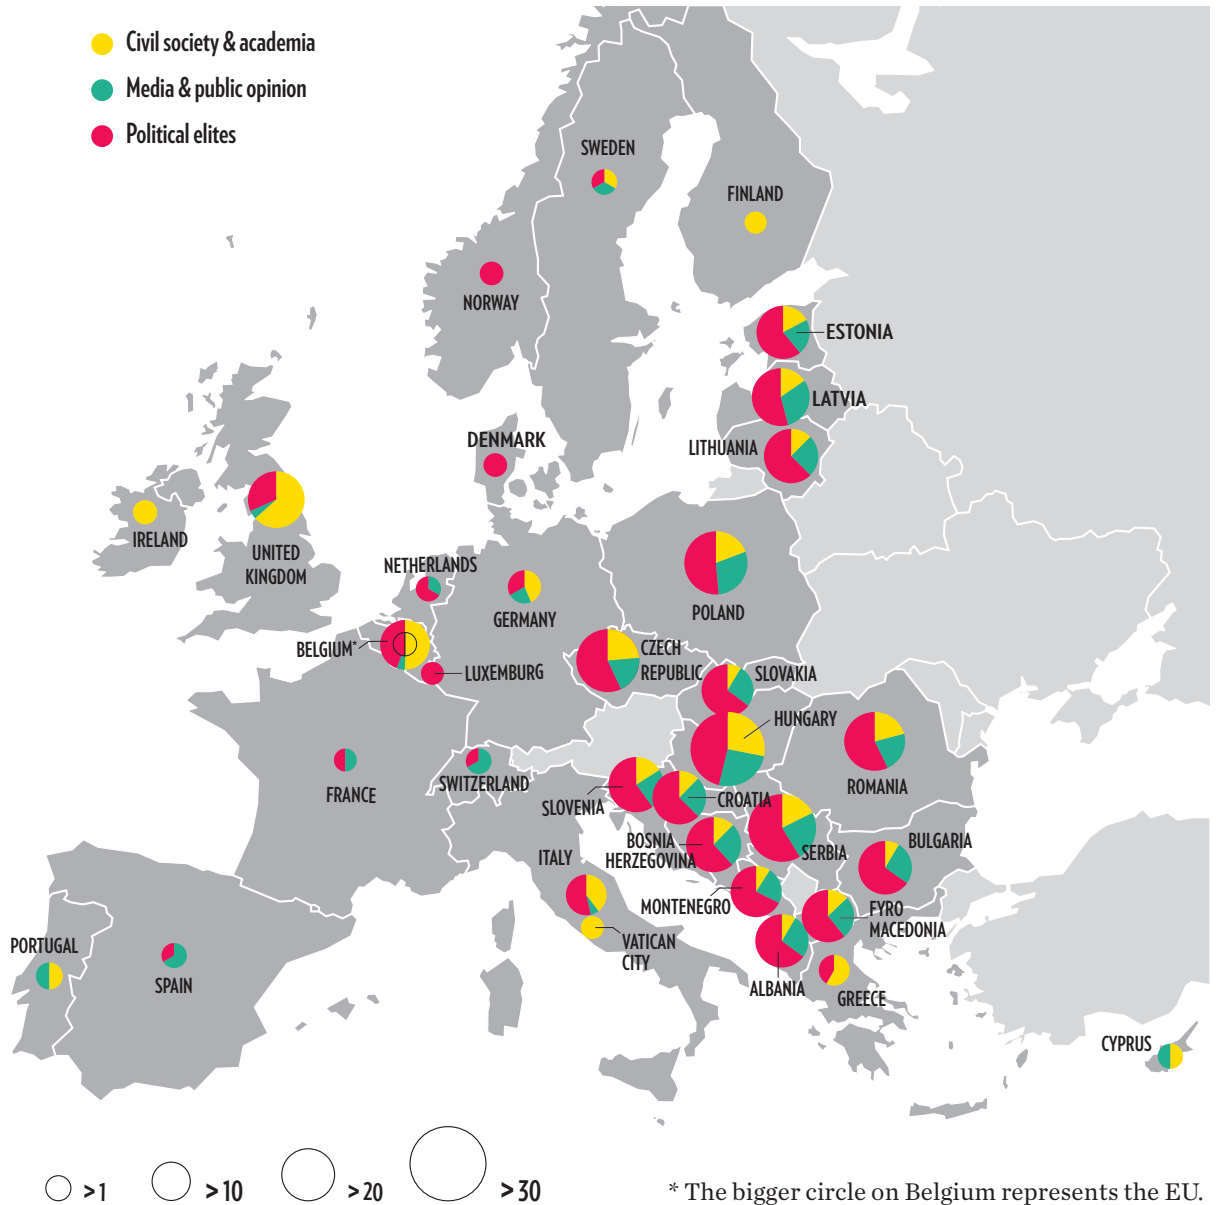 Civil society & academia
Media & public opinion
Political elites
SWEDEN
FINLAND
NORWAY
ESTONIA
LATVIA
DENMARK
LITHUANIA
IRELAND
UNITED
KINGDOM
NETHERLANDS
GERMANY
POLAND
BELGIUM*
LUXEMBURG
CZECH
REPUBLIC
SLOVAKIA
HUNGARY
FRANCE
SWITZERLAND
SLOVENIA
CROATIA
ROMANIA
BOSNIA
HERZEGOVINA
SERBIA
BULGARIA
ITALY
MONTENEGRO
FYRO
MACEDONIA
VATICAN
CITY
PORTUGAL
SPAIN
ALBANIA
GREECE
CYPRUS
> 1
> 10
> 20
> 30
* The bigger circle on Belgium represents the EU.